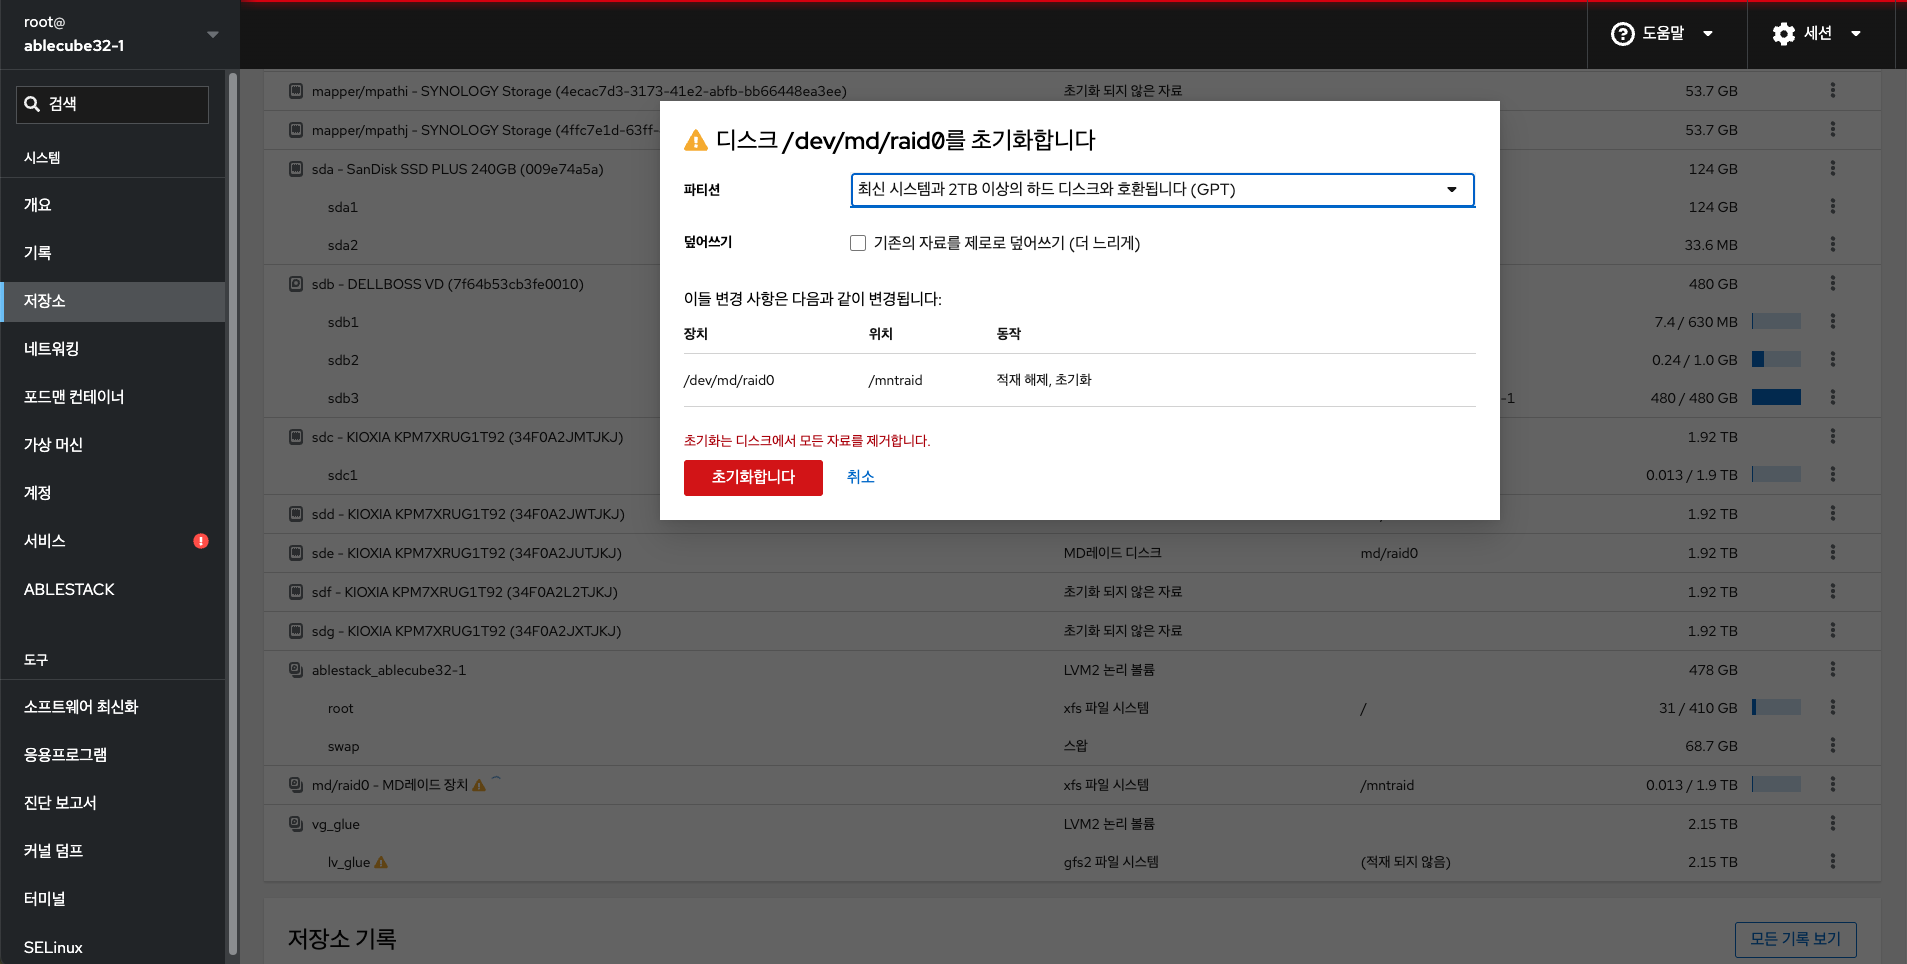 root@
ablecube32-1
도움말
세션
검색
시스템
개요
기록
저장소
네트워킹
포드맨 컨테이너
가상 머신
계정
서비스
ABLESTACK
도구
소프트웨어 최신화
응용프로그램
진단 보고서
커널 덤프
터미널
SELinux
mapper/mpathi - SYNOLOGY Storage (4ecac7d3-3173-41e2-abfb-bb66448ea3ee) 초기화 되지 않은 자료 53.7 GB
mapper/mpathj - SYNOLOGY Storage (4ffc7e1d-63ff- 53.7 GB
sda - SanDisk SSD PLUS 240GB (009e74a5a) 124 GB
sda1 124 GB
sda2 33.6 MB
sdb - DELLBOSS VD (7f64b53cb3fe0010) 480 GB
sdb1 7.4 / 630 MB
sdb2 0.24 / 1.0 GB
sdb3 -1 480 / 480 GB
sdc - KIOXIA KPM7XRUG1T92 (34F0A2JMTJKJ) 1.92 TB
sdc1 0.013 / 1.9 TB
sdd - KIOXIA KPM7XRUG1T92 (34F0A2JWTJKJ) 1.92 TB
sde - KIOXIA KPM7XRUG1T92 (34F0A2JUTJKJ) MD레이드 디스크 md/raid0 1.92 TB
sdf - KIOXIA KPM7XRUG1T92 (34F0A2L2TJKJ) 초기화 되지 않은 자료 1.92 TB
sdg - KIOXIA KPM7XRUG1T92 (34F0A2JXTJKJ) 초기화 되지 않은 자료 1.92 TB
ablestack_ablecube32-1 LVM2 논리 볼륨 478 GB
root xfs 파일 시스템 / 31 / 410 GB
swap 스왑 68.7 GB
md/raid0 - MD레이드 장치 xfs 파일 시스템 /mntraid 0.013 / 1.9 TB
vg_glue LVM2 논리 볼륨 2.15 TB
lv_glue gfs2 파일 시스템 (적재 되지 않음) 2.15 TB
저장소 기록
모든 기록 보기
디스크 /dev/md/raid0를 초기화합니다
파티션 최신 시스템과 2TB 이상의 하드 디스크와 호환됩니다 (GPT)
덮어쓰기 기존의 자료를 제로로 덮어쓰기 (더 느리게)
이들 변경 사항은 다음과 같이 변경됩니다:
장치 위치 동작
/dev/md/raid0 /mntraid 적재 해제, 초기화
초기화는 디스크에서 모든 자료를 제거합니다.
초기화합니다 취소